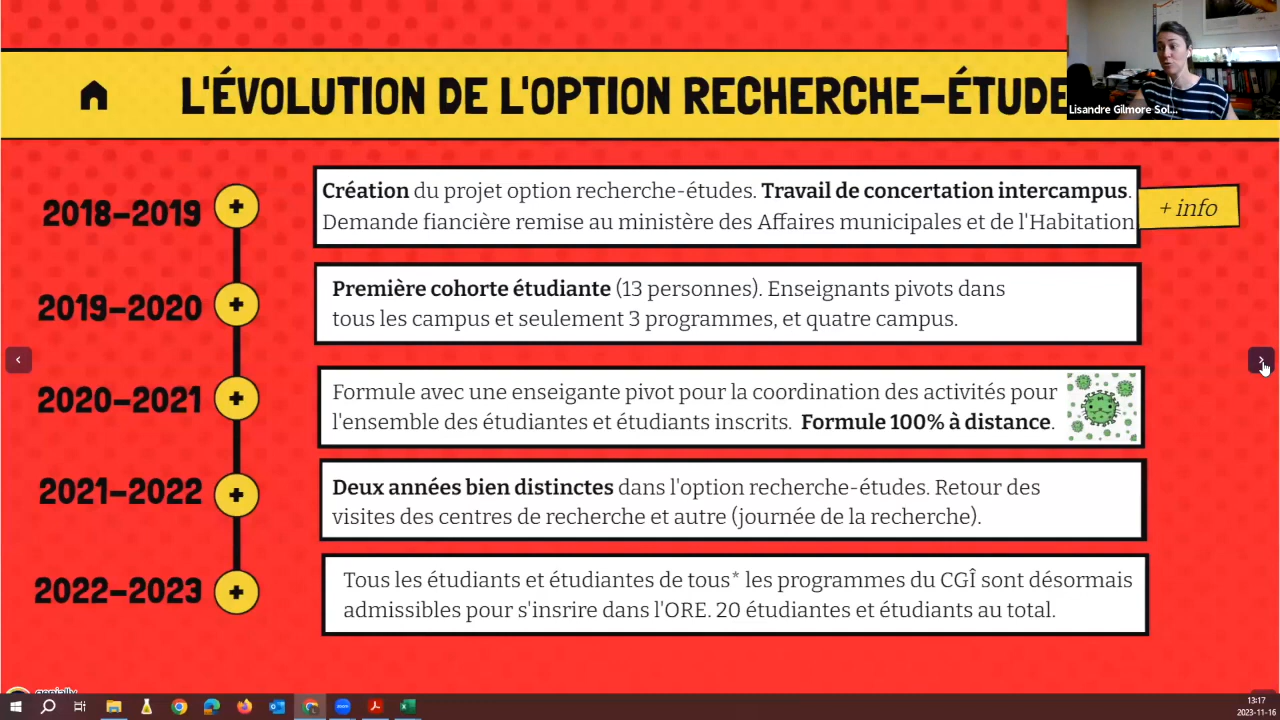 L'ÉVOLUTION DE L'OPTION RECHERCHE-ÉTUDE
Lisandre Gilmore Sol...
2018-2019
Création du projet option recherche-études. Travail de concertation intercampus.
Demande fiancière remise au ministère des Affaires municipales et de l'Habitation
+ info
2019-2020
Première cohorte étudiante (13 personnes). Enseignants pivots dans
tous les campus et seulement 3 programmes, et quatre campus.
2020-2021
Formule avec une enseigante pivot pour la coordination des activités pour
l'ensemble des étudiantes et étudiants inscrits. Formule 100% à distance.
2021-2022
Deux années bien distinctes dans l'option recherche-études. Retour des
visites des centres de recherche et autre (journée de la recherche).
2022-2023
Tous les étudiants et étudiantes de tous* les programmes du CGÎ sont désormais
admissibles pour s'insrire dans l'ORE. 20 étudiantes et étudiants au total.
genially
13:17
2023-11-16